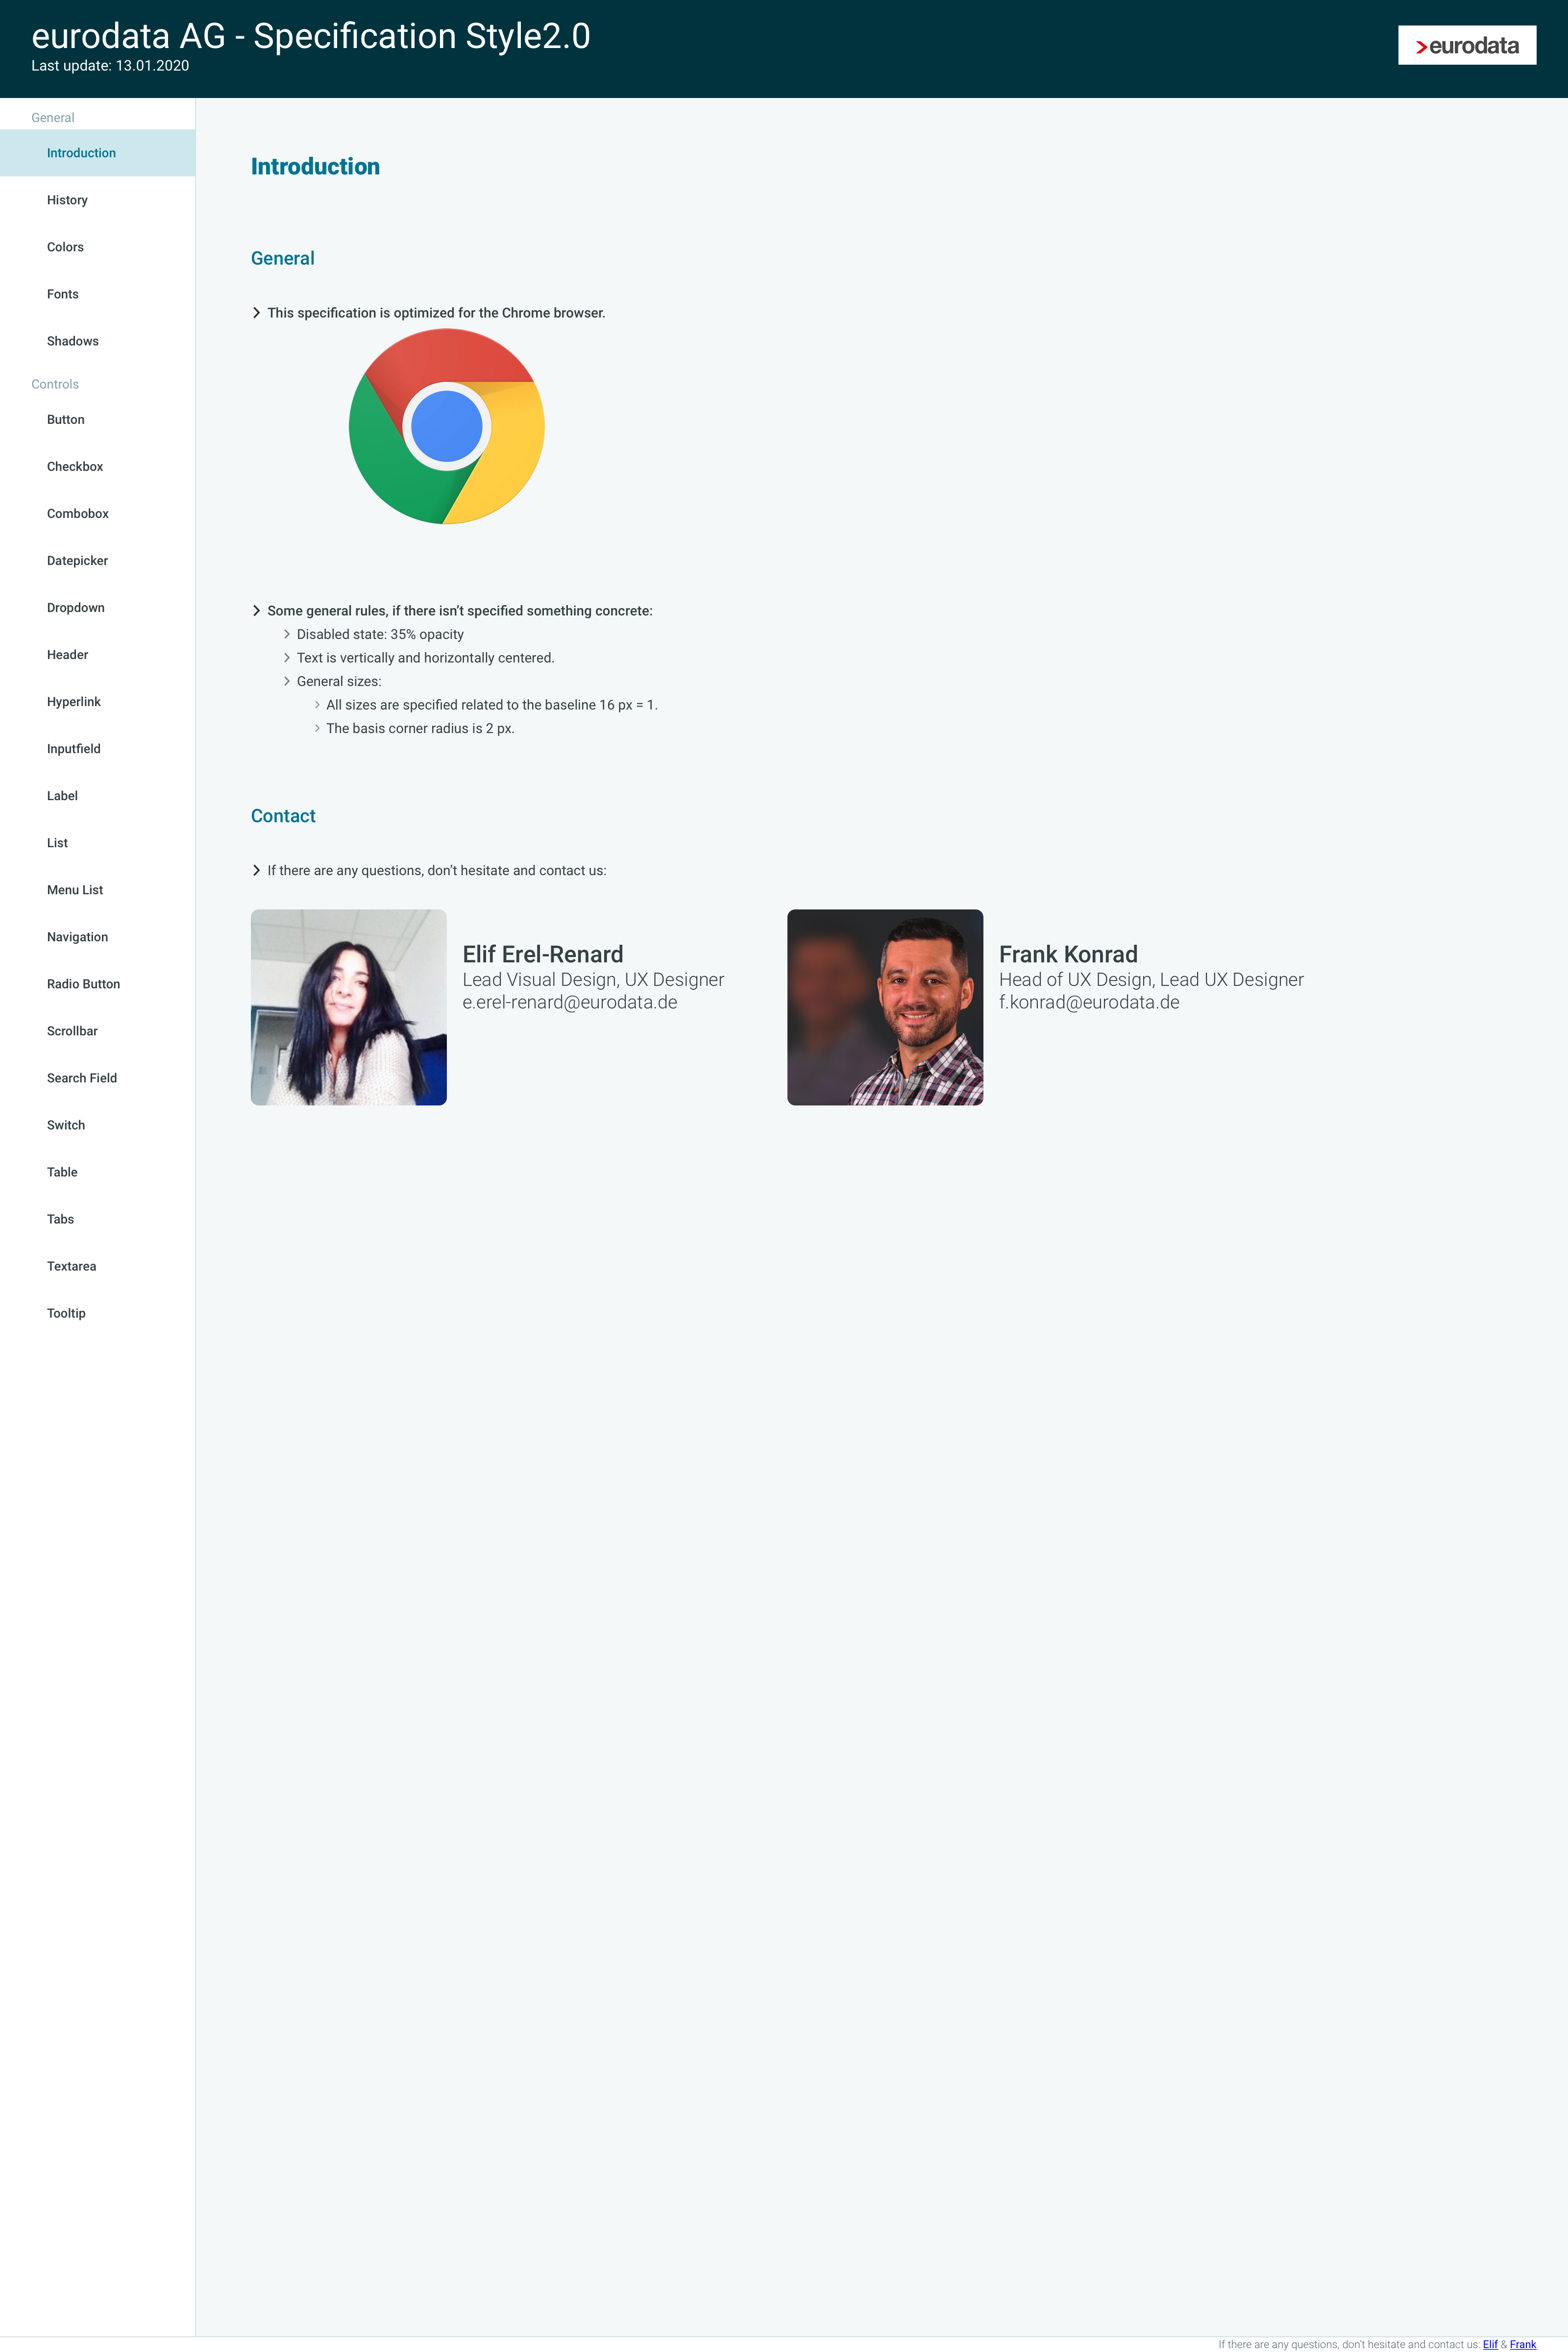 eurodata AG - Specification Style2.0
Last update: 13.01.2020
eurodata
General
Introduction
History
Colors
Fonts
Shadows
Controls
Button
Checkbox
Combobox
Datepicker
Dropdown
Header
Hyperlink
Inputfield
Label
List
Menu List
Navigation
Radio Button
Scrollbar
Search Field
Switch
Table
Tabs
Textarea
Tooltip
Introduction
General
This specification is optimized for the Chrome browser.
Some general rules, if there isn’t specified something concrete:
Disabled state: 35% opacity
Text is vertically and horizontally centered.
General sizes:
All sizes are specified related to the baseline 16 px = 1.
The basis corner radius is 2 px.
Contact
If there are any questions, don’t hesitate and contact us:
Elif Erel-Renard
Lead Visual Design, UX Designer
e.erel-renard@eurodata.de
Frank Konrad
Head of UX Design, Lead UX Designer
f.konrad@eurodata.de
If there are any questions, don’t hesitate and contact us: Elif & Frank